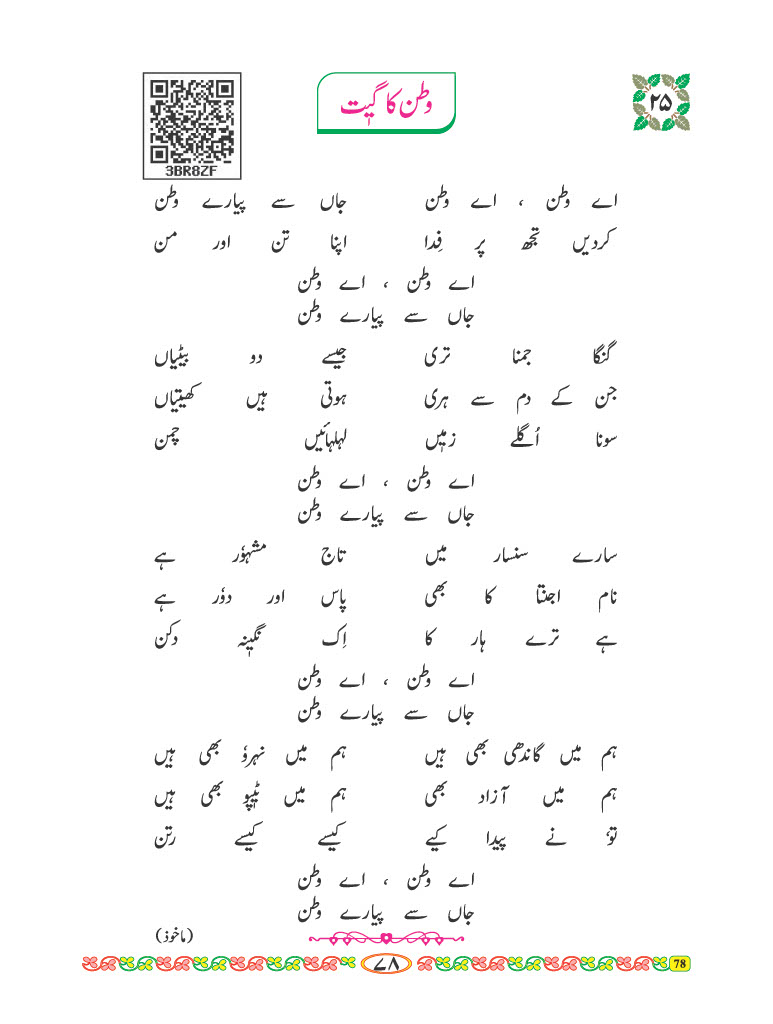 ۲۵
وطن کا گیت
3BR8ZF
اے وطن ، اے وطن جاں سے پیارے وطن
کردیں تجھ پر فِدا اپنا تن اور من
اے وطن ، اے وطن
جاں سے پیارے وطن
گنگا جمنا تری جیسے دو بیٹیاں
جن کے دم سے ہری ہوتی ہیں کھیتیاں
سونا اُگلے زمیں لہلہائیں چمن
اے وطن ، اے وطن
جاں سے پیارے وطن
سارے سنسار میں تاج مشہوٗر ہے
نام اجنتا کا بھی پاس اور دوٗر ہے
ہے ترے ہار کا اِک نگینہ دکن
اے وطن ، اے وطن
جاں سے پیارے وطن
ہم میں گاندھی بھی ہیں ہم میں نہروٗ بھی ہیں
ہم میں آزاد بھی ہم میں ٹیپو بھی ہیں
توٗ نے پیدا کیے کیسے کیسے رتن
اے وطن ، اے وطن
جاں سے پیارے وطن
(ماخوذ)
۷۸
78